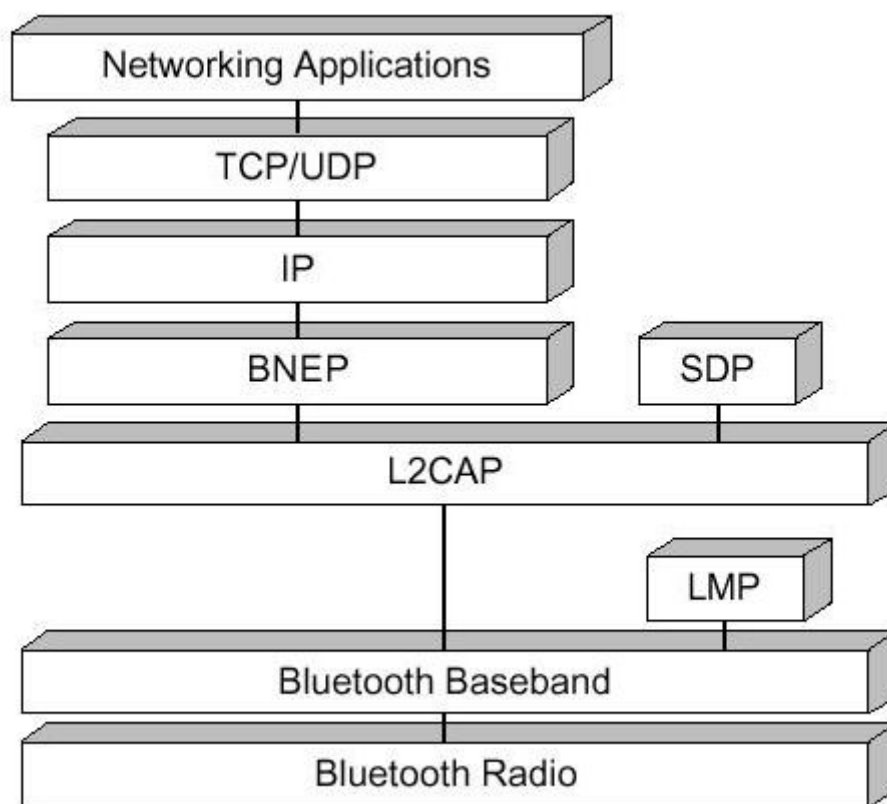 Networking Applications
TCP/UDP
IP
BNEP
SDP
L2CAP
LMP
Bluetooth Baseband
Bluetooth Radio